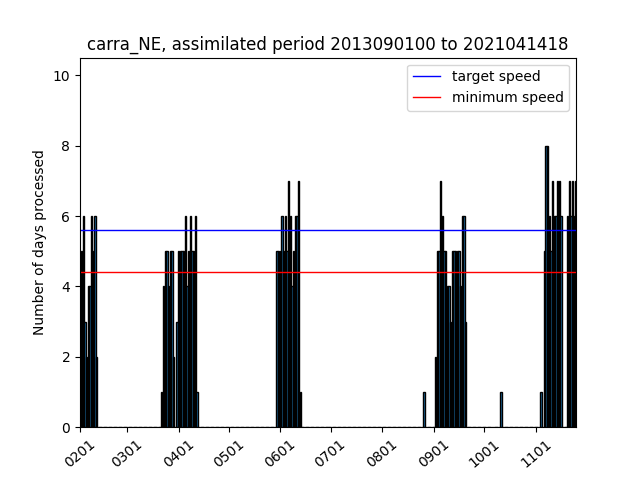 carra_NE, assimilated period 2013090100 to 2021041418
target speed
minimum speed
Number of days processed
10
8
6
4
2
0
0201 0301 0401 0501 0601 0701 0801 0901 1001 1101